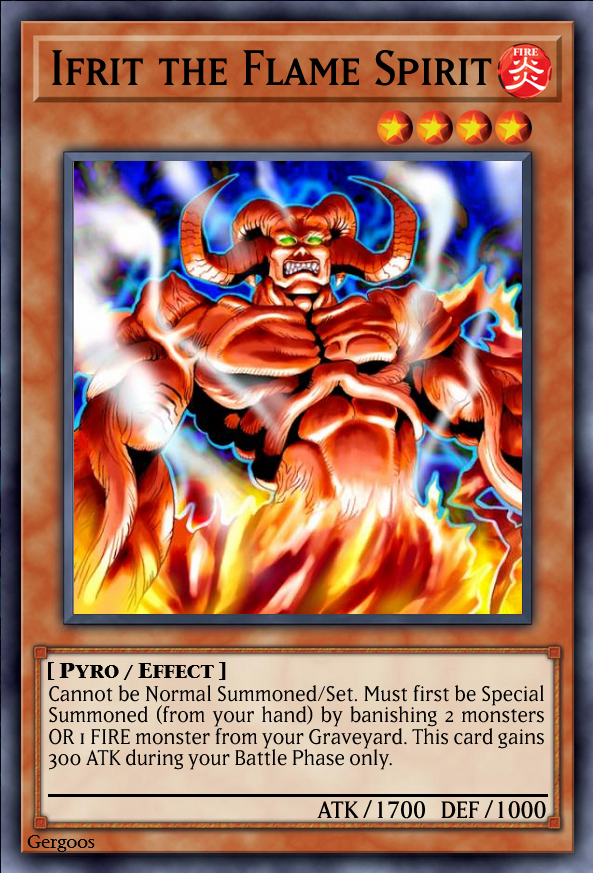 Ifrit the Flame Spirit
FIRE
炎
[ Pyro / Effect ]
Cannot be Normal Summoned/Set. Must first be Special
Summoned (from your hand) by banishing 2 monsters
OR 1 FIRE monster from your Graveyard. This card gains
300 ATK during your Battle Phase only.
ATK / 1700 DEF / 1000
Gergoos